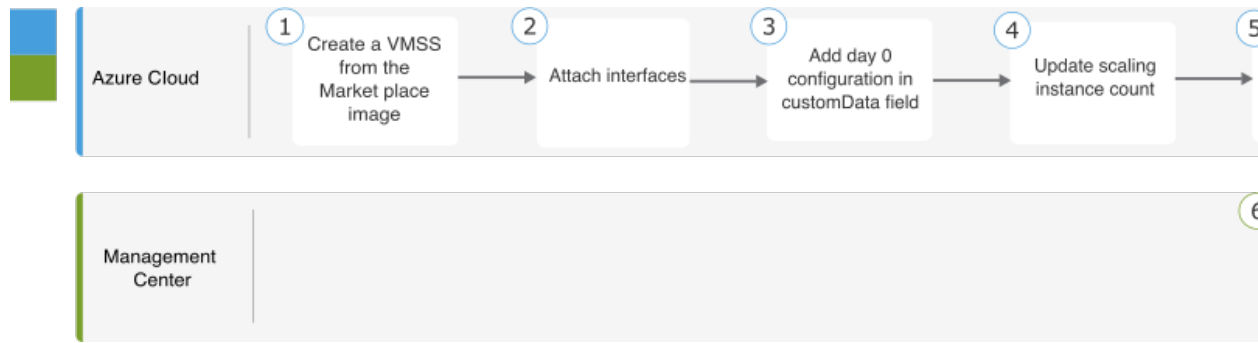 1
Create a VMSS
from the
Market place
image
2
Attach interfaces
3
Add day 0
configuration in
customData field
4
Update scaling
instance count
5
Azure Cloud
6
Management
Center